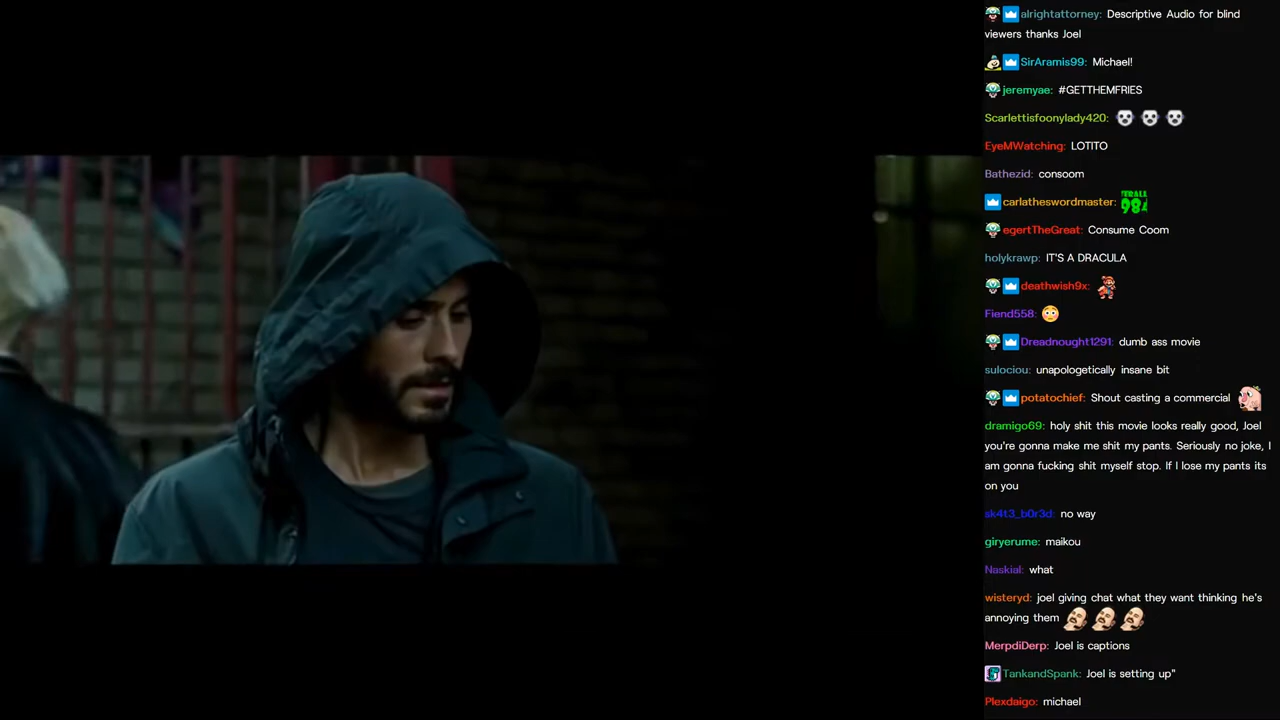 alrightattorney: Descriptive Audio for blind
viewers thanks Joel
SirAramis99: Michael!
jeremyae: #GETTHEMFRIES
Scarlettisfoonylady420:
EyeMWatching: LOTITO
Bathezid: consoom
carlatheswordmaster:
egertTheGreat: Consume Coom
holykrawp: IT'S A DRACULA
deathwish9x:
Fiend558:
Dreadnought1291: dumb ass movie
sulociou: unapologetically insane bit
potatochief: Shout casting a commercial
dramigo69: holy shit this movie looks really good, Joel
you're gonna make me shit my pants. Seriously no joke, I
am gonna fucking shit myself stop. If I lose my pants its
on you
sk4t3_b0r3d: no way
giryerume: maikou
Naskial: what
wisteryd: joel giving chat what they want thinking he's
annoying them
MerpdiDerp: Joel is captions
TankandSpank: Joel is setting up"
Plexdaigo: michael